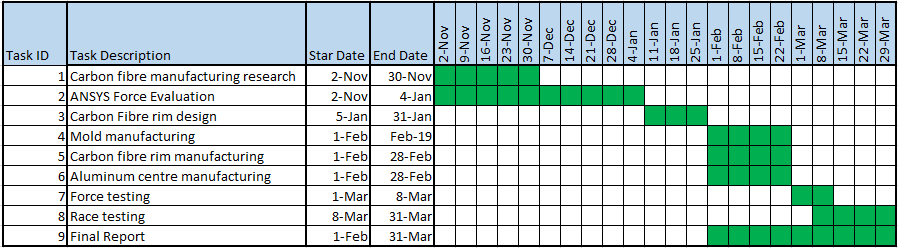 Task ID Task Description Star Date End Date 2-Nov 9-Nov 16-Nov 23-Nov 30-Nov 7-Dec 14-Dec 21-Dec 28-Dec 4-Jan 11-Jan 18-Jan 25-Jan 1-Feb 8-Feb 15-Feb 22-Feb 1-Mar 8-Mar 15-Mar 22-Mar 29-Mar
1 Carbon fibre manufacturing research 2-Nov 30-Nov
2 ANSYS Force Evaluation 2-Nov 4-Jan
3 Carbon Fibre rim design 5-Jan 31-Jan
4 Mold manufacturing 1-Feb Feb-19
5 Carbon fibre rim manufacturing 1-Feb 28-Feb
6 Aluminum centre manufacturing 1-Feb 28-Feb
7 Force testing 1-Mar 8-Mar
8 Race testing 8-Mar 31-Mar
9 Final Report 1-Feb 31-Mar